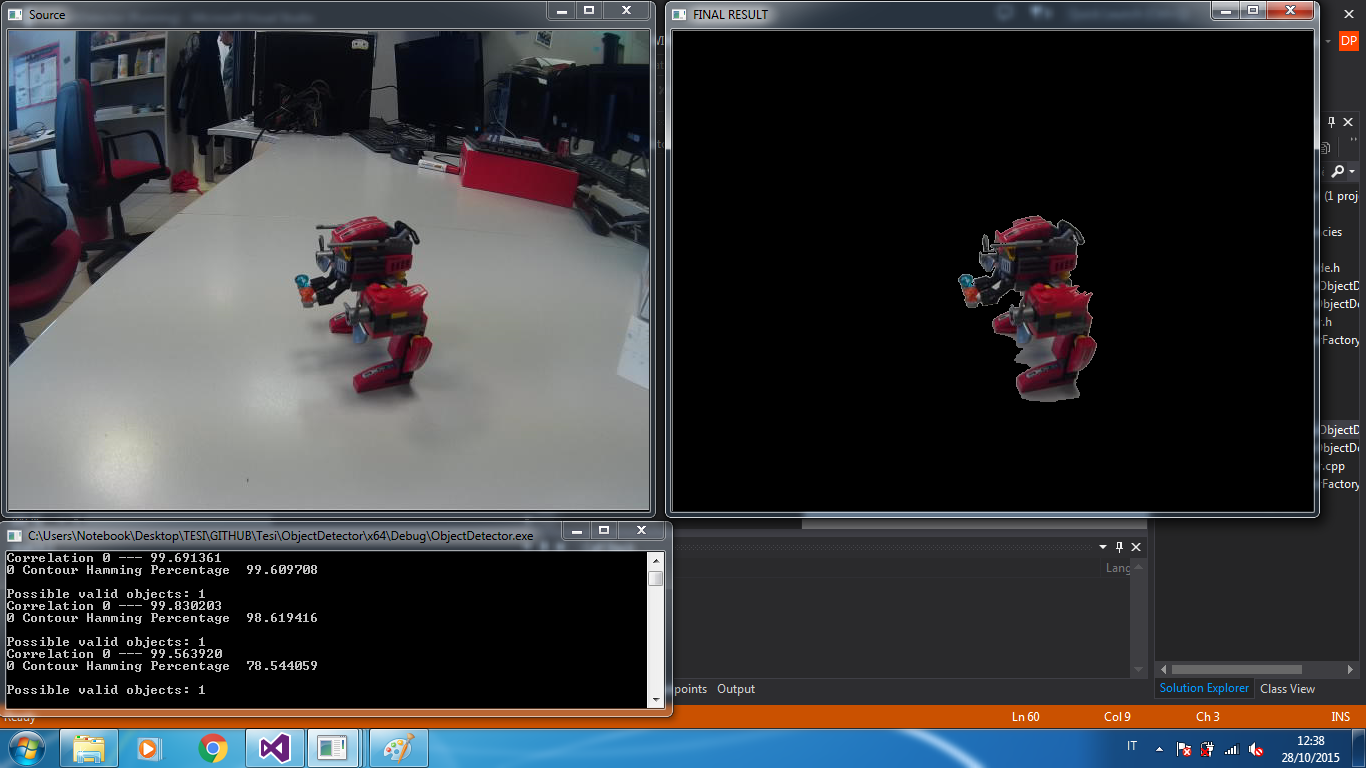 Source
FINAL RESULT
DP
(1 proj
cies
de.h
ObjectD
ObjectDe
r.h
Factory
ObjectD
ObjectDe
.cpp
Factory
C:\Users\Notebook\Desktop\TESI\GITHUB\Tesi\ObjectDetector\x64\Debug\ObjectDetector.exe
Correlation 0 --- 99.691361
0 Contour Hamming Percentage 99.609708
Possible valid objects: 1
Correlation 0 --- 99.830203
0 Contour Hamming Percentage 98.619416
Possible valid objects: 1
Correlation 0 --- 99.563920
0 Contour Hamming Percentage 78.544059
Possible valid objects: 1
Lang
points Output
Solution Explorer Class View
Ready
Ln 60 Col 9 Ch 3 INS
IT
12:38
28/10/2015